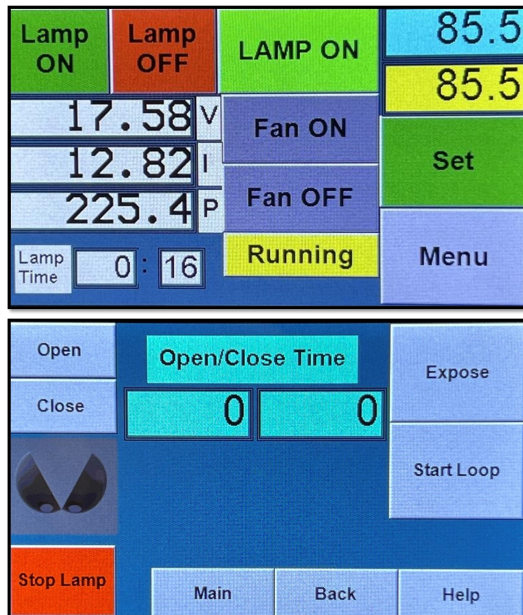 Lamp ON
Lamp OFF
LAMP ON
85.5
85.5
17.58 V
12.82 I
225.4 P
Fan ON
Fan OFF
Set
Lamp Time
0 : 16
Running
Menu
Open
Close
Open/Close Time
0 0
Expose
Start Loop
Stop Lamp
Main
Back
Help